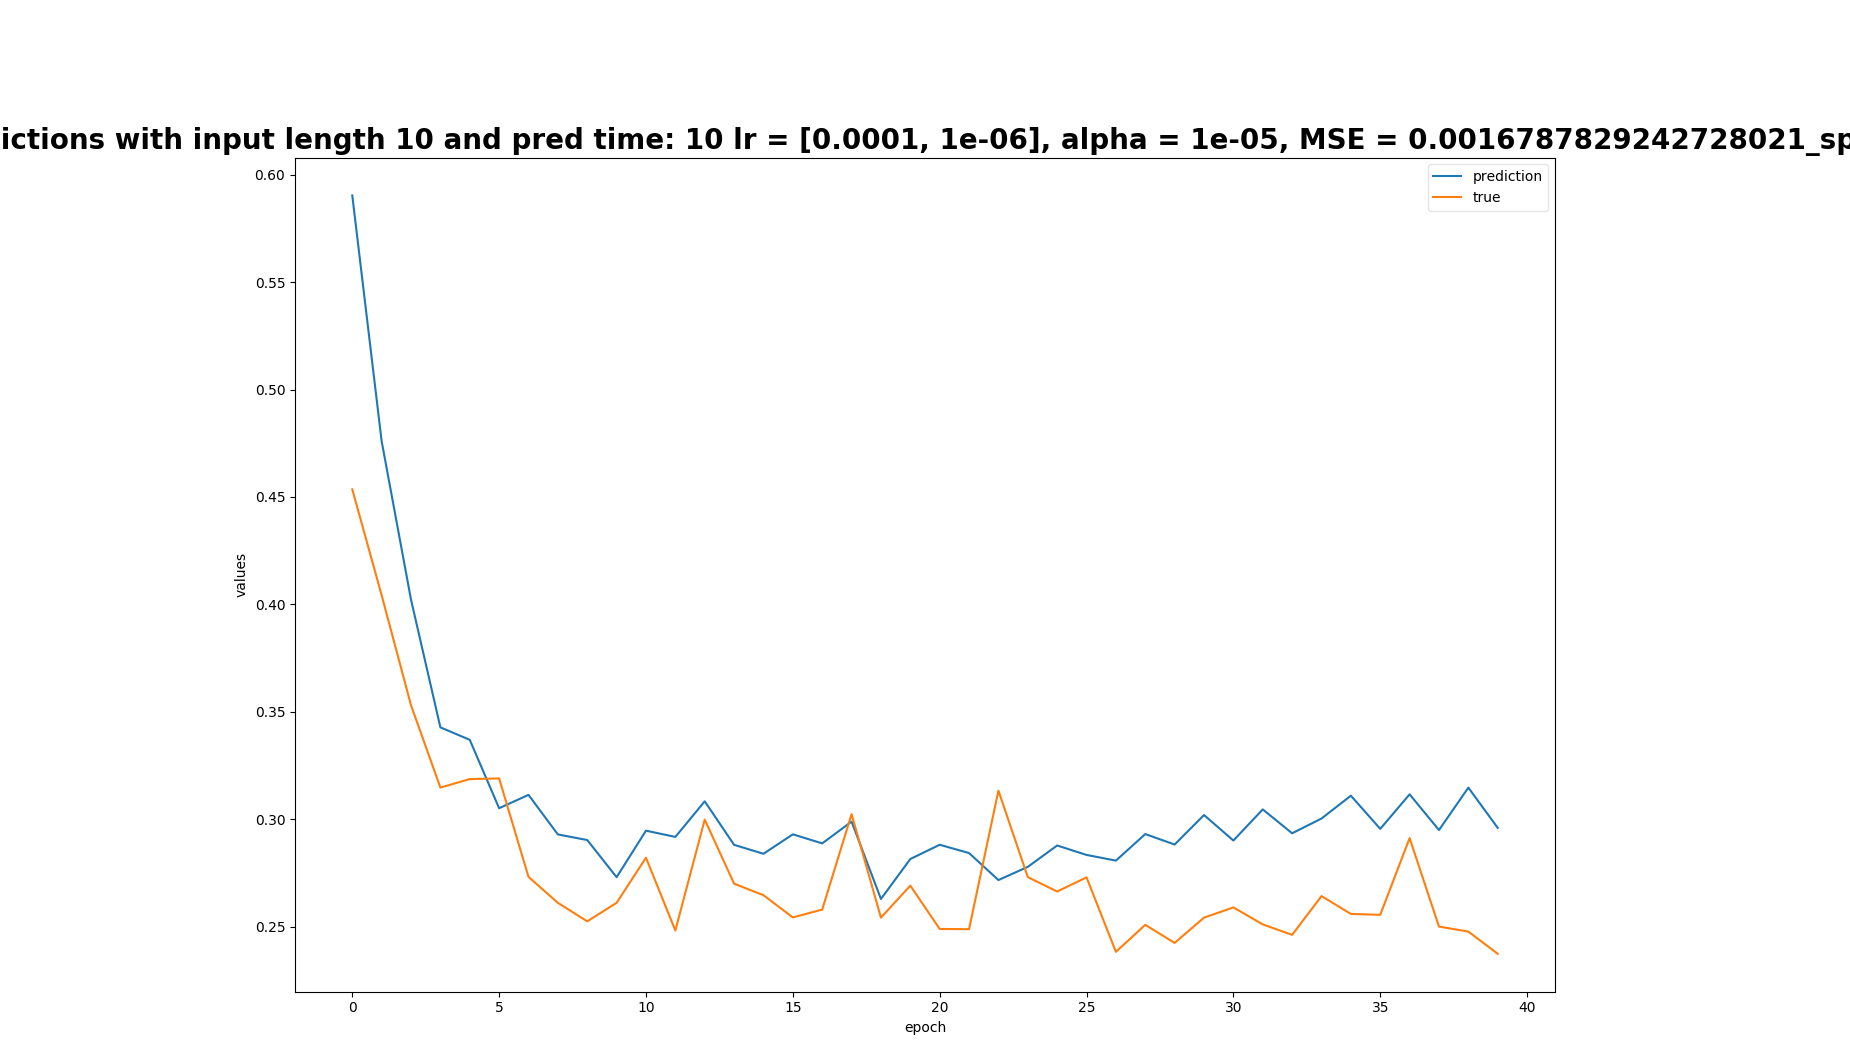 ictions with input length 10 and pred time: 10 lr = [0.0001, 1e-06], alpha = 1e-05, MSE = 0.0016787829242728021_sp
prediction
true
0.60
0.55
0.50
0.45
0.40
0.35
0.30
0.25
values
0 5 10 15 20 25 30 35 40
epoch